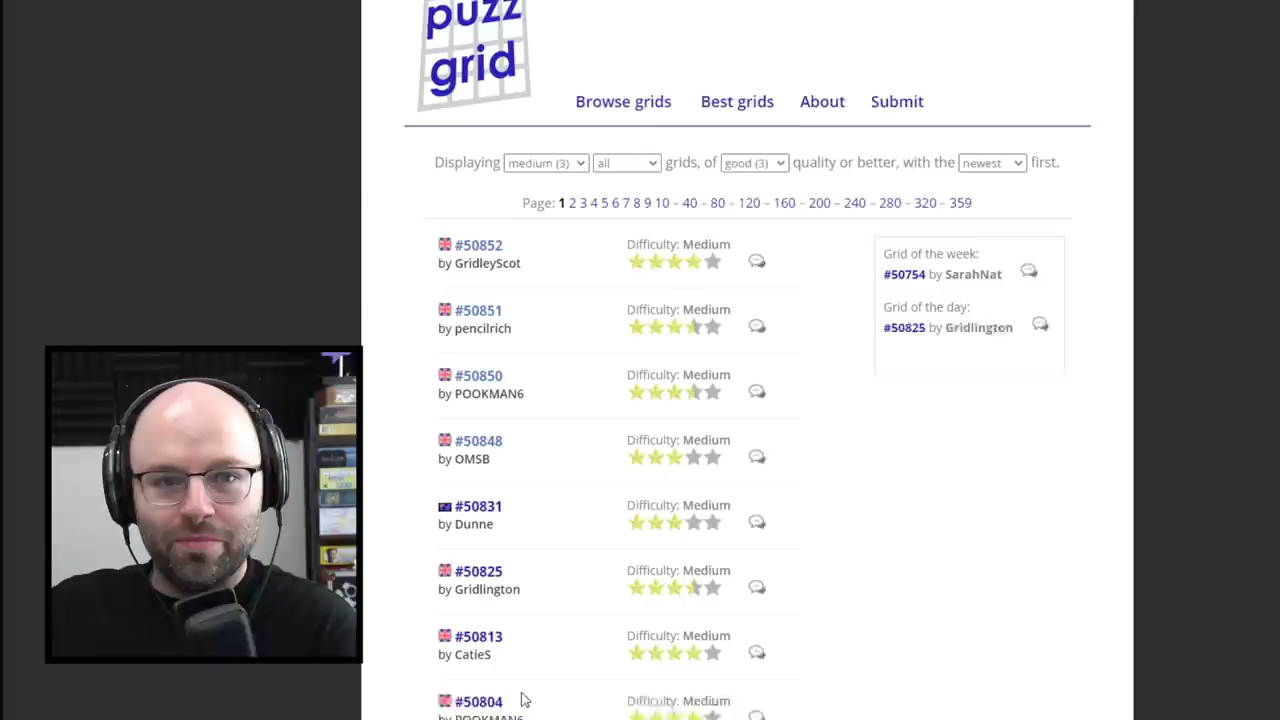 puzz
grid
Browse grids Best grids About Submit
Displaying medium (3) all grids, of good (3) quality or better, with the newest first.
Page: 1 2 3 4 5 6 7 8 9 10 - 40 - 80 - 120 - 160 - 200 - 240 - 280 - 320 - 359
#50852 Difficulty: Medium
by GridleyScot
#50851 Difficulty: Medium
by pencilrich
#50850 Difficulty: Medium
by POOKMAN6
#50848 Difficulty: Medium
by OMSB
#50831 Difficulty: Medium
by Dunne
#50825 Difficulty: Medium
by Gridlington
#50813 Difficulty: Medium
by CatieS
#50804 Difficulty: Medium
by POOKMAN6
Grid of the week:
#50754 by SarahNat
Grid of the day:
#50825 by Gridlington